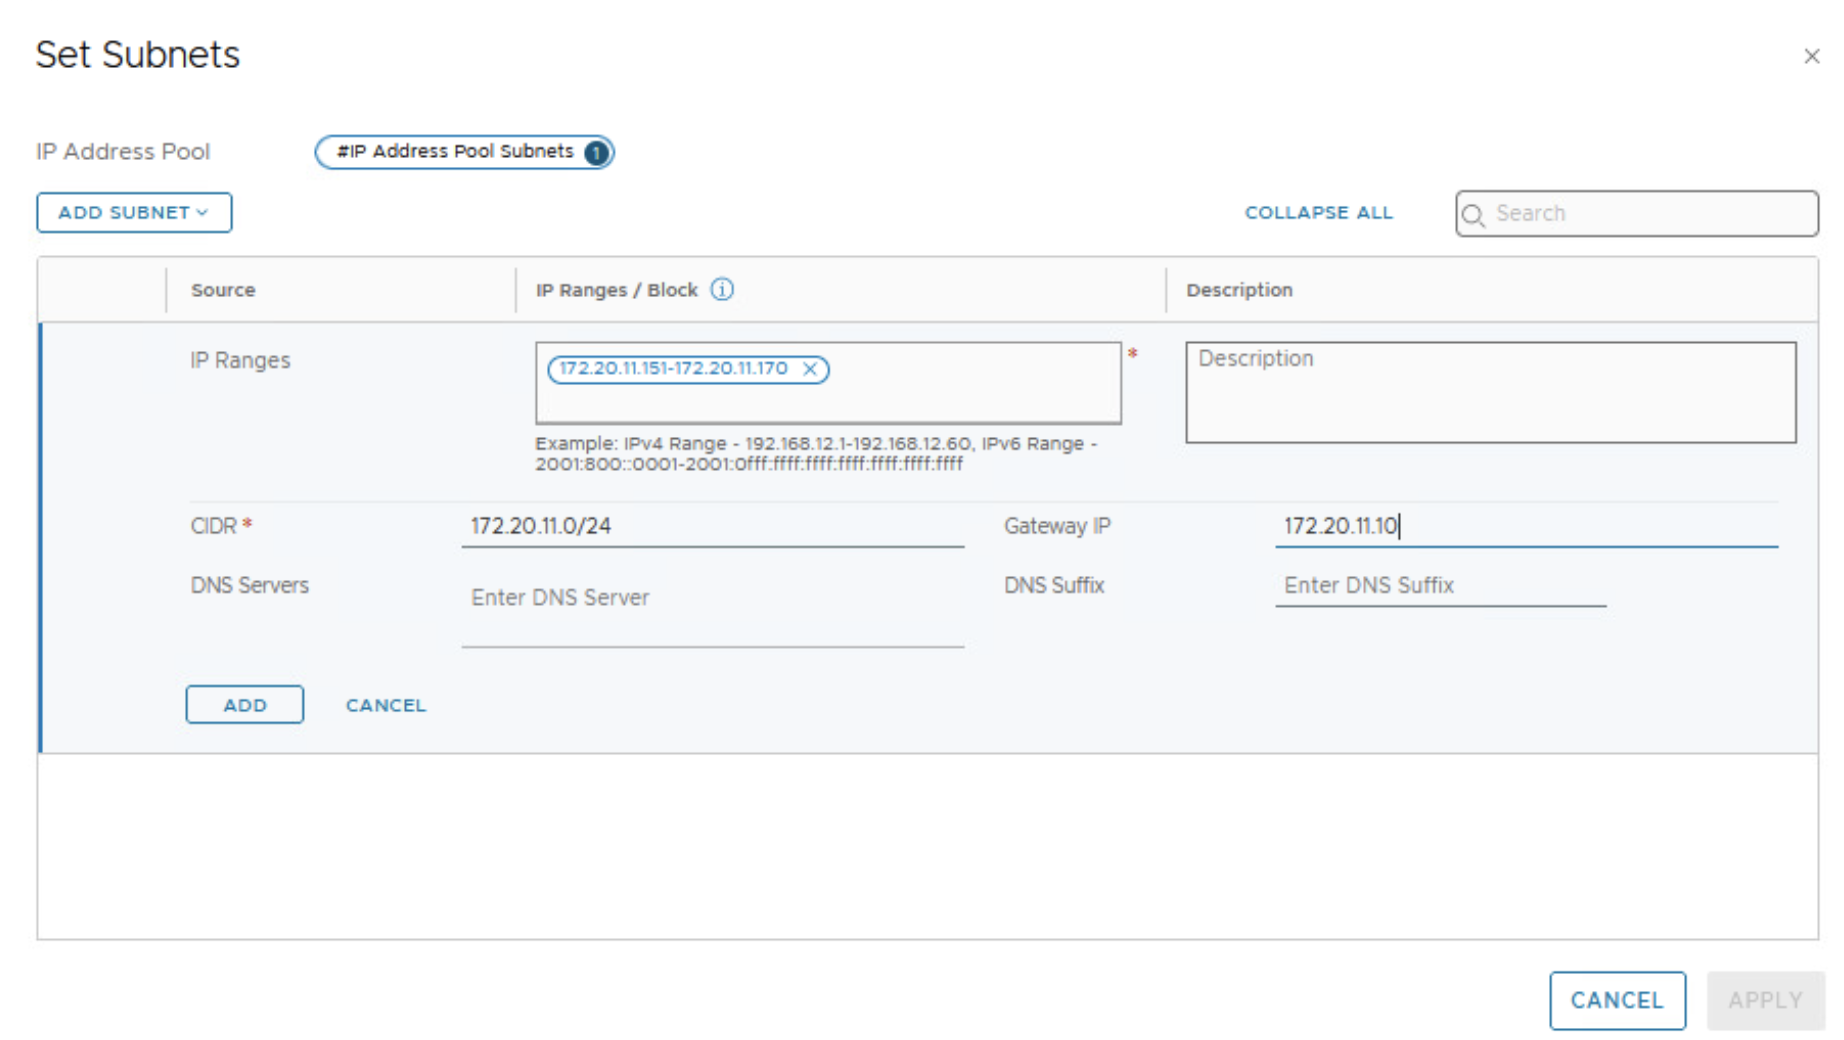 Set Subnets
IP Address Pool #IP Address Pool Subnets 1
ADD SUBNET COLLAPSE ALL Search
Source IP Ranges / Block Description
IP Ranges 172.20.11.151-172.20.11.170 * Description
Example: IPv4 Range - 192.168.12.1-192.168.12.60, IPv6 Range -
2001:800::0001-2001:0fff:ffff:ffff:ffff:ffff:ffff:ffff
CIDR * 172.20.11.0/24 Gateway IP 172.20.11.10
DNS Servers Enter DNS Server DNS Suffix Enter DNS Suffix
ADD CANCEL
CANCEL APPLY